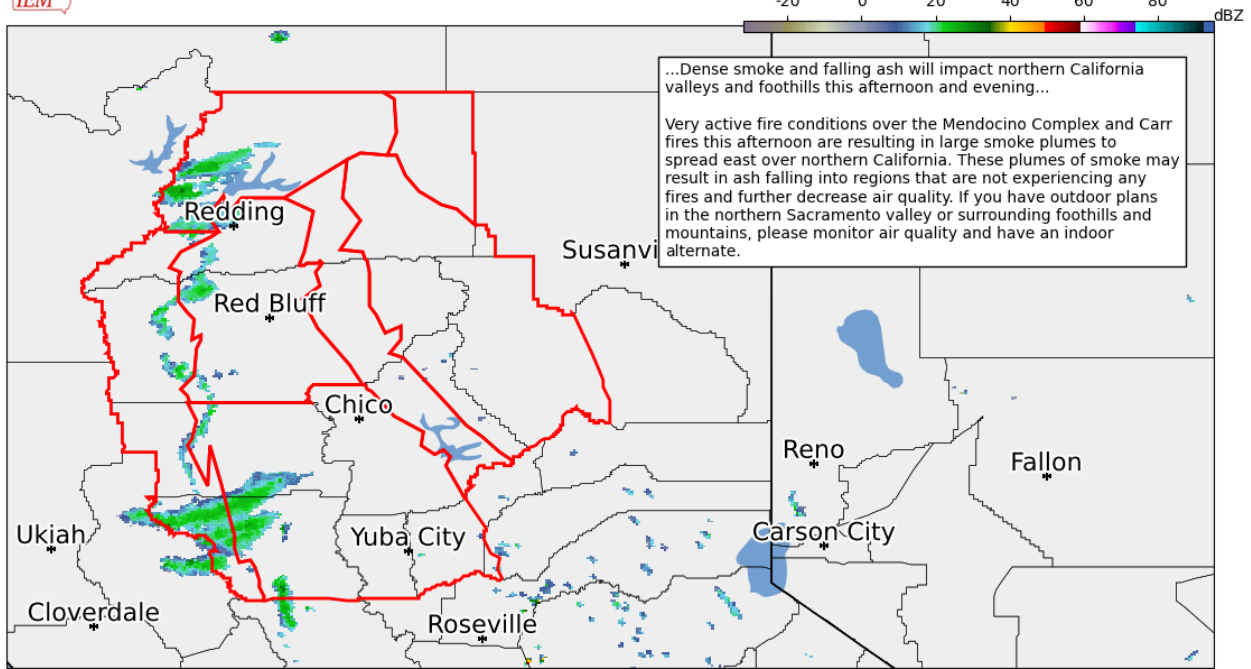 IEM
-20 0 20 40 60 80 dBZ
...Dense smoke and falling ash will impact northern California
valleys and foothills this afternoon and evening...
Very active fire conditions over the Mendocino Complex and Carr
fires this afternoon are resulting in large smoke plumes to
spread east over northern California. These plumes of smoke may
result in ash falling into regions that are not experiencing any
fires and further decrease air quality. If you have outdoor plans
in the northern Sacramento valley or surrounding foothills and
mountains, please monitor air quality and have an indoor
alternate.
Redding
Susanvi
Red Bluff
Chico
Reno
Fallon
Ukiah
Yuba City
Carson City
Cloverdale
Roseville